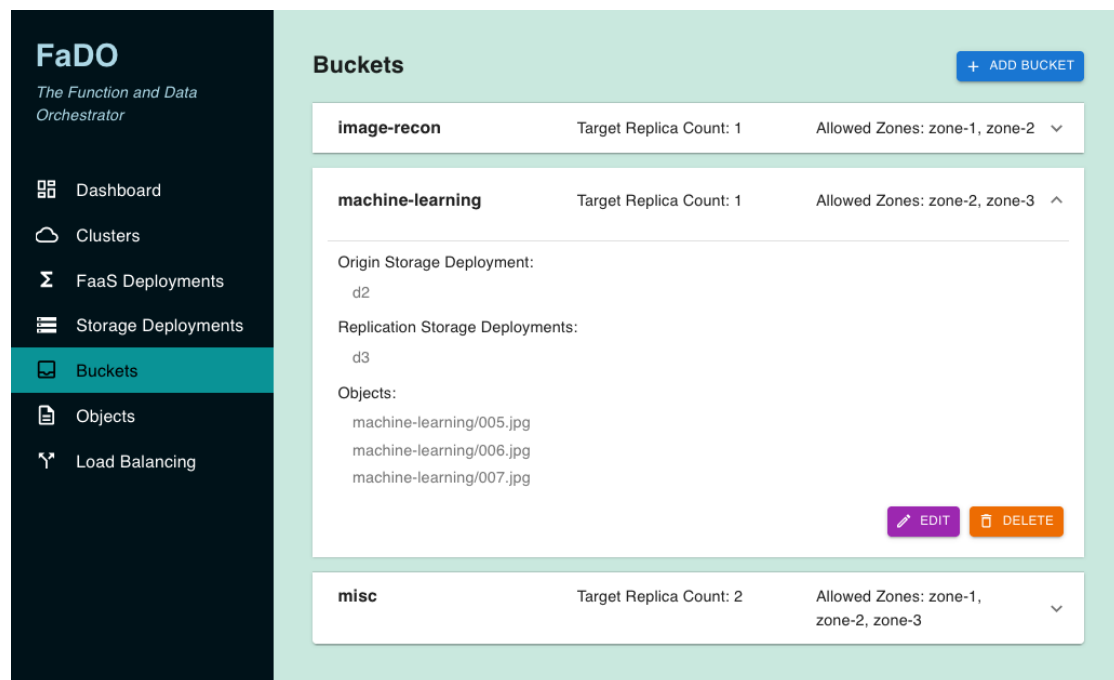 FaDO
The Function and Data
Orchestrator
Dashboard
Clusters
FaaS Deployments
Storage Deployments
Buckets
Objects
Load Balancing
Buckets
+ ADD BUCKET
image-recon Target Replica Count: 1 Allowed Zones: zone-1, zone-2
machine-learning Target Replica Count: 1 Allowed Zones: zone-2, zone-3
Origin Storage Deployment:
d2
Replication Storage Deployments:
d3
Objects:
machine-learning/005.jpg
machine-learning/006.jpg
machine-learning/007.jpg
EDIT DELETE
misc Target Replica Count: 2 Allowed Zones: zone-1,
zone-2, zone-3